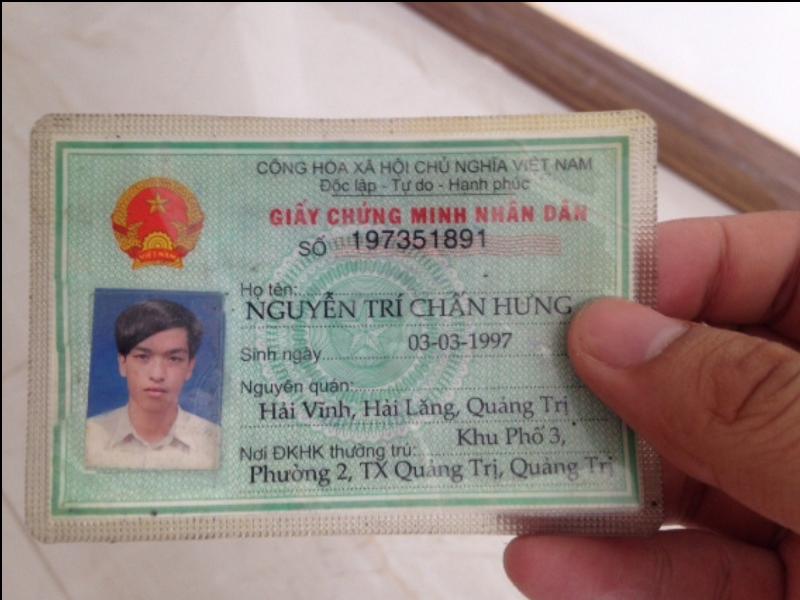 CỘNG HÒA XÃ HỘI CHỦ NGHĨA VIỆT NAM
Độc lập - Tự do - Hạnh phúc
GIẤY CHỨNG MINH NHÂN DÂN
SỐ 197351891
VIỆT NAM
Họ tên:
NGUYỄN TRÍ CHẤN HƯNG
Sinh ngày 03-03-1997
Nguyên quán:
Hải Vĩnh, Hải Lăng, Quảng Trị
Nơi ĐKHK thường trú: Khu Phố 3,
Phường 2, TX Quảng Trị, Quảng Trị